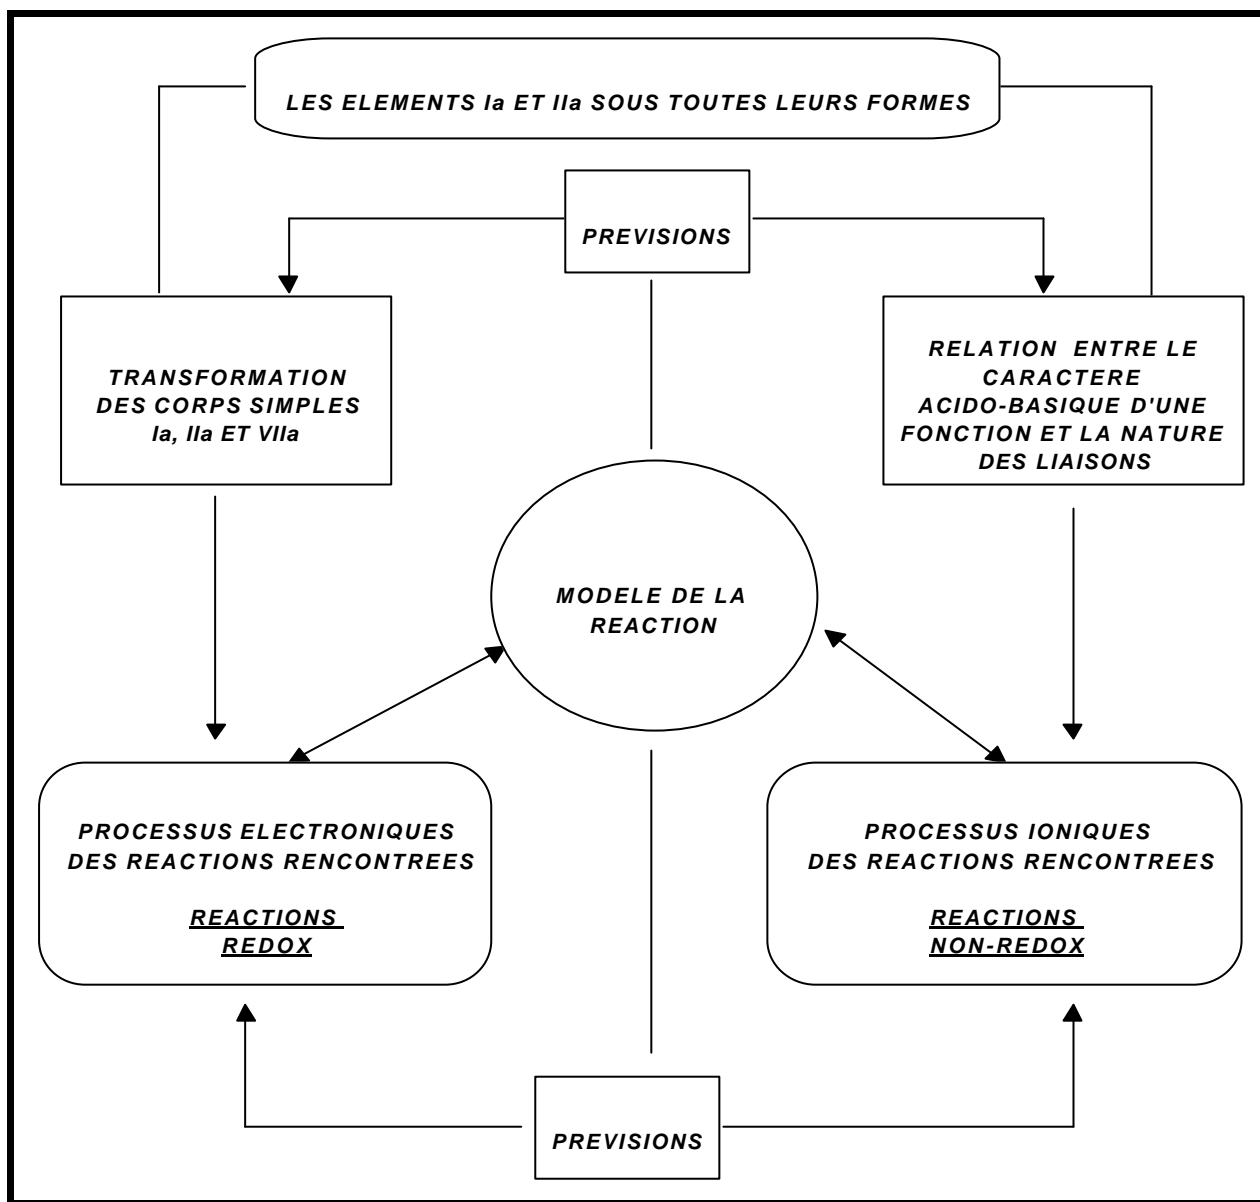 LES ELEMENTS Ia ET IIa SOUS TOUTES LEURS FORMES
PREVISIONS
TRANSFORMATION
DES CORPS SIMPLES
Ia, IIa ET VIIa
RELATION ENTRE LE
CARACTERE
ACIDO-BASIQUE D'UNE
FONCTION ET LA NATURE
DES LIAISONS
MODELE DE LA
REACTION
PROCESSUS ELECTRONIQUES
DES REACTIONS RENCONTREES
REACTIONS
REDOX
PROCESSUS IONIQUES
DES REACTIONS RENCONTREES
REACTIONS
NON-REDOX
PREVISIONS